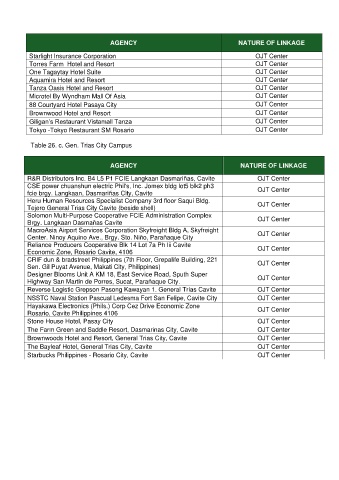 AGENCY NATURE OF LINKAGE
Starlight Insurance Corporation OJT Center
Torres Farm Hotel and Resort OJT Center
One Tagaytay Hotel Suite OJT Center
Aquamira Hotel and Resort OJT Center
Tanza Oasis Hotel and Resort OJT Center
Microtel By Wyndham Mall Of Asia OJT Center
88 Courtyard Hotel Pasaya City OJT Center
Brownwood Hotel and Resort OJT Center
Giligan's Restaurant Vistamall Tanza OJT Center
Tokyo -Tokyo Restaurant SM Rosario OJT Center
Table 26. c. Gen. Trias City Campus
AGENCY NATURE OF LINKAGE
R&R Distributors Inc. B4 L5 P1 FCIE Langkaan Dasmariñas, Cavite OJT Center
CSE power chuanshun electric Phil's, Inc. Jomex bldg lot5 blk2 ph3
fcie brgy. Langkaan, Dasmariñas City, Cavite OJT Center
Heru Human Resources Specialist Company 3rd floor Saqui Bldg.
Tejero General Trias City Cavite (beside shell) OJT Center
Solomon Multi-Purpose Cooperative FCIE Administration Complex
Brgy. Langkaan Dasmañas Cavite OJT Center
MacroAsia Airport Services Corporation Skyfreight Bldg A, Skyfreight
Center. Ninoy Aquino Ave., Brgy. Sto. Niño, Parañaque City OJT Center
Reliance Producers Cooperative Blk 14 Lot 7a Ph Ii Cavite
Economic Zone, Rosario Cavite, 4106 OJT Center
CRIF dun & bradstreet Philippines (7th Floor, Grepalife Building, 221
Sen. Gil Puyat Avenue, Makati City, Philippines) OJT Center
Designer Blooms Unit A KM 18, East Service Road, South Super
Highway San Martin de Porres, Sucat, Parañaque City. OJT Center
Reverse Logistic Grepson Pasong Kawayan 1. General Trias Cavite OJT Center
NSSTC Naval Station Pascual Ledesma Fort San Felipe, Cavite City OJT Center
Hayakawa Electronics (Phils.) Corp Cez Drive Economic Zone
Rosario, Cavite Philippines 4106 OJT Center
Stone House Hotel, Pasay City OJT Center
The Farm Green and Saddle Resort, Dasmarinas City, Cavite OJT Center
Brownwoods Hotel and Resort, General Trias City, Cavite OJT Center
The Bayleaf Hotel, General Trias City, Cavite OJT Center
Starbucks Philippines - Rosario City, Cavite OJT Center